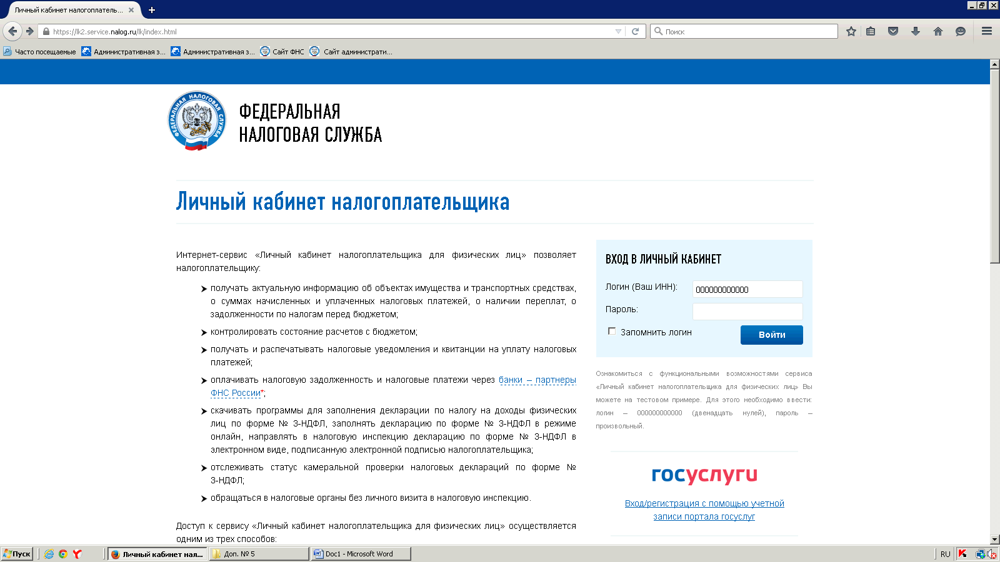 Личный кабинет налогоплатель...
https://lk2.service.nalog.ru/lk/index.html
Поиск
Часто посещаемые
Административная з...
Административная з...
Сайт ФНС
Сайт администрати...
ФЕДЕРАЛЬНАЯ НАЛОГОВАЯ СЛУЖБА
ФЕДЕРАЛЬНАЯ
НАЛОГОВАЯ СЛУЖБА
Личный кабинет налогоплательщика
Интернет-сервис «Личный кабинет налогоплательщика для физических лиц» позволяет
налогоплательщику:
получать актуальную информацию об объектах имущества и транспортных средствах,
о суммах начисленных и уплаченных налоговых платежей, о наличии переплат, о
задолженности по налогам перед бюджетом;
контролировать состояние расчетов с бюджетом;
получать и распечатывать налоговые уведомления и квитанции на уплату налоговых
платежей;
оплачивать налоговую задолженность и налоговые платежи через банки – партнеры
ФНС России*;
скачивать программы для заполнения декларации по налогу на доходы физических
лиц по форме № 3-НДФЛ, заполнять декларацию по форме № 3-НДФЛ в режиме
онлайн, направлять в налоговую инспекцию декларацию по форме № 3-НДФЛ в
электронном виде, подписанную электронной подписью налогоплательщика;
отслеживать статус камеральной проверки налоговых деклараций по форме №
3-НДФЛ;
обращаться в налоговые органы без личного визита в налоговую инспекцию.
Доступ к сервису «Личный кабинет налогоплательщика для физических лиц» осуществляется
одним из трех способов:
ВХОД В ЛИЧНЫЙ КАБИНЕТ
Логин (Ваш ИНН):
000000000000
Пароль:
Запомнить логин
Войти
Ознакомиться с функциональными возможностями сервиса
«Личный кабинет налогоплательщика для физических лиц» Вы
можете на тестовом примере. Для этого необходимо ввести:
логин – 000000000000 (двенадцать нулей), пароль –
произвольный.
госуслуги
Вход/регистрация с помощью учетной
записи портала госуслуг
Пуск
Личный кабинет нал...
Доп. № 5
Doc1 - Microsoft Word
RU